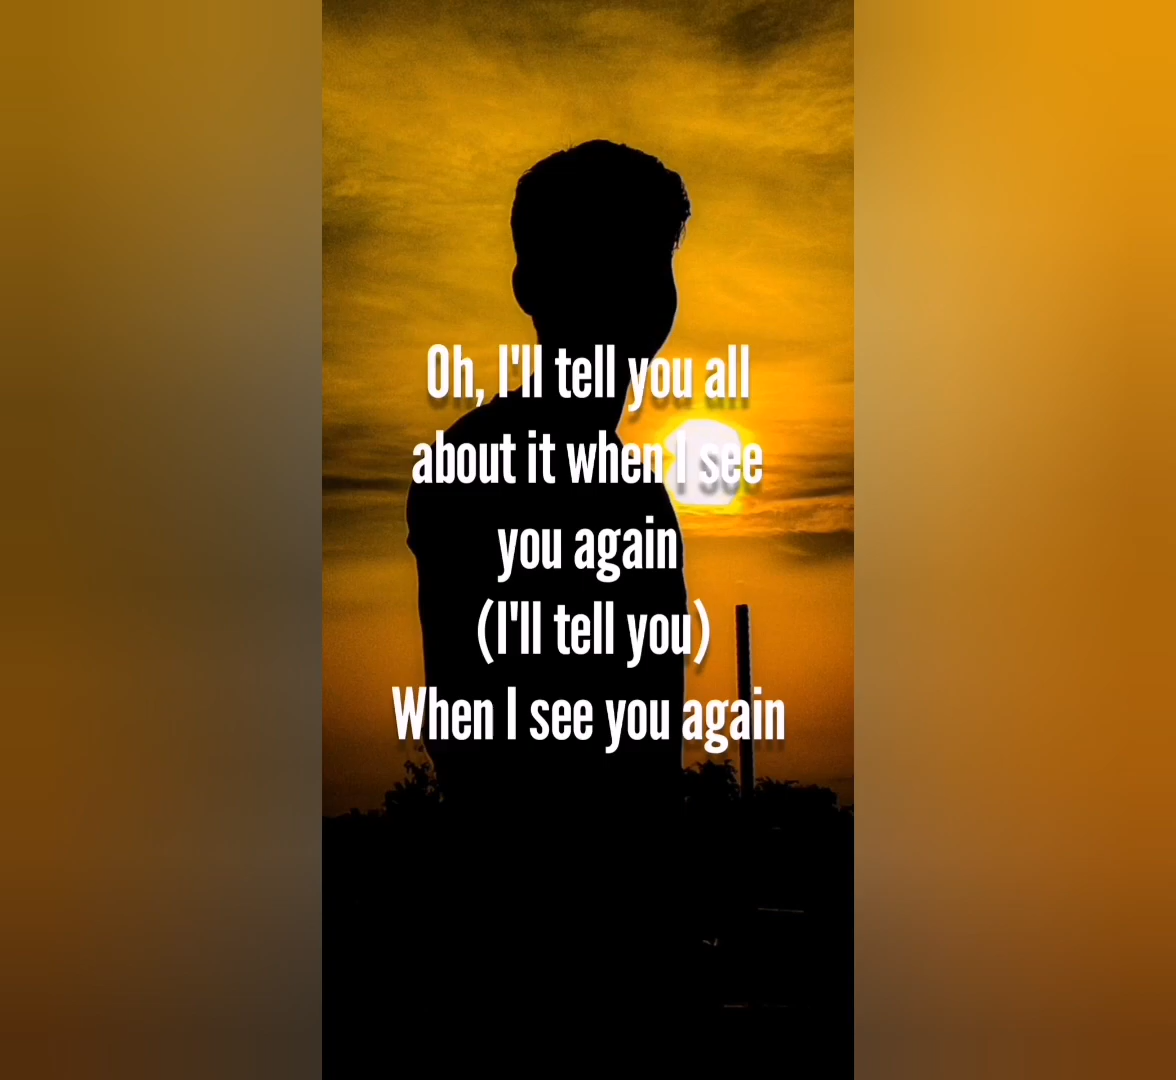 Oh, I'll tell you all
about it when I see
you again
(I'll tell you)
When I see you again